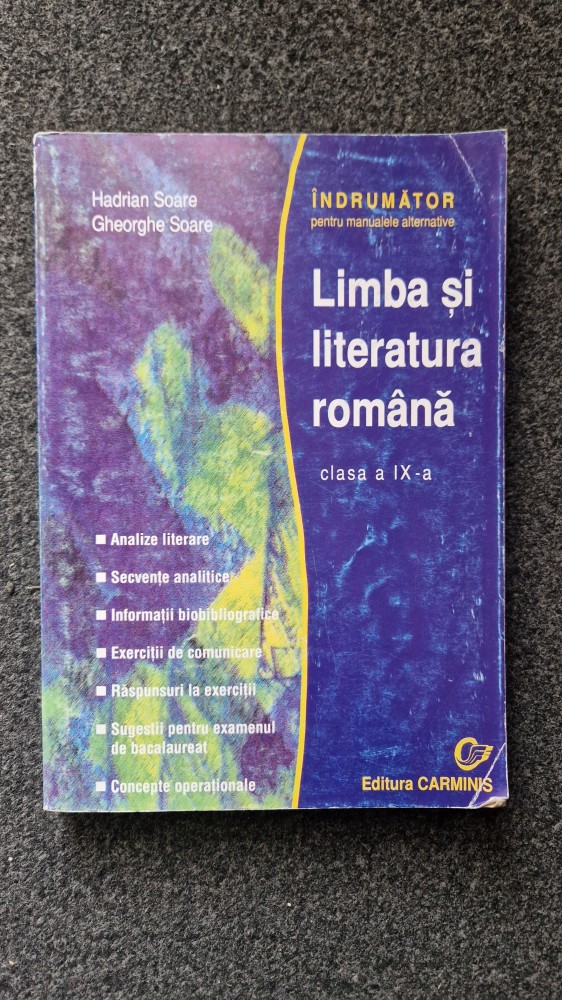 Hadrian Soare
Gheorghe Soare
ÎNDRUMĂTOR
pentru manualele alternative
Limba și
literatura
română
clasa a IX-a
Analize literare
Secvențe analitice
Informații biobibliografice
Exerciții de comunicare
Răspunsuri la exerciții
Sugestii pentru examenul
de bacalaureat
Concepte operaționale
Editura CARMINIS